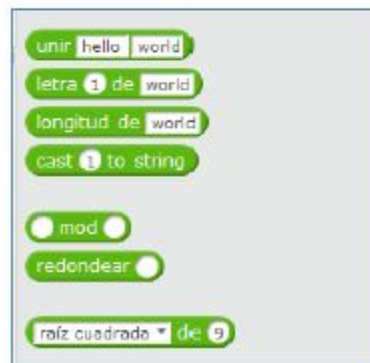 unir hello world
letra 1 de world
longitud de world
cast 1 to string
mod
redondear
raíz cuadrada de 9